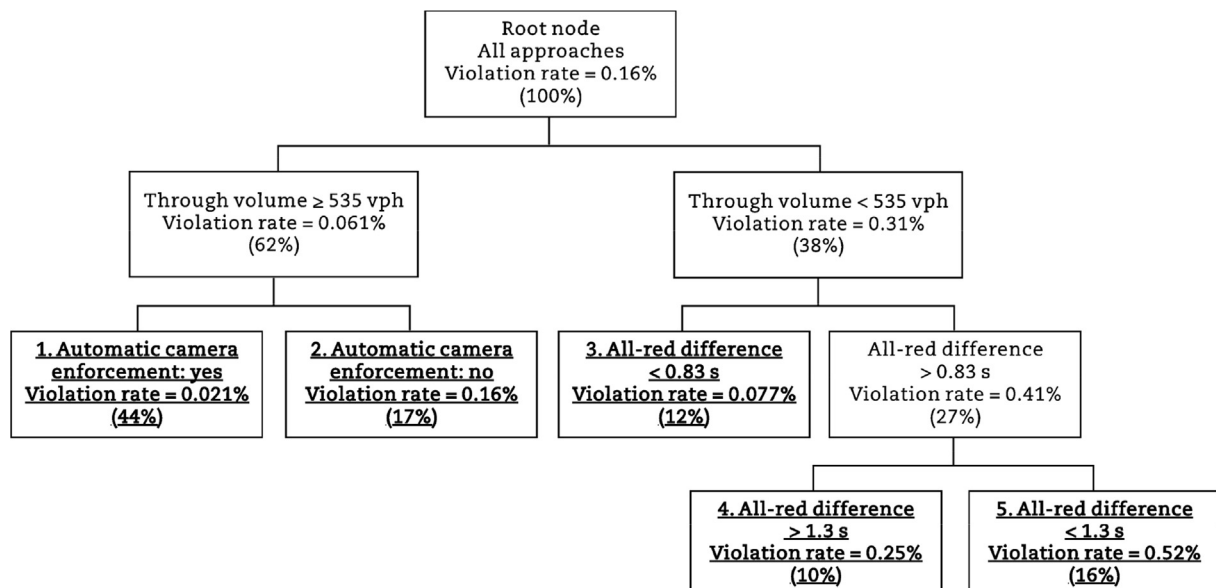 Root node
All approaches
Violation rate = 0.16%
(100%)
Through volume ≥ 535 vph
Violation rate = 0.061%
(62%)
Through volume < 535 vph
Violation rate = 0.31%
(38%)
1. Automatic camera
enforcement: yes
Violation rate = 0.021%
(44%)
2. Automatic camera
enforcement: no
Violation rate = 0.16%
(17%)
3. All-red difference
< 0.83 s
Violation rate = 0.077%
(12%)
All-red difference
> 0.83 s
Violation rate = 0.41%
(27%)
4. All-red difference
> 1.3 s
Violation rate = 0.25%
(10%)
5. All-red difference
< 1.3 s
Violation rate = 0.52%
(16%)